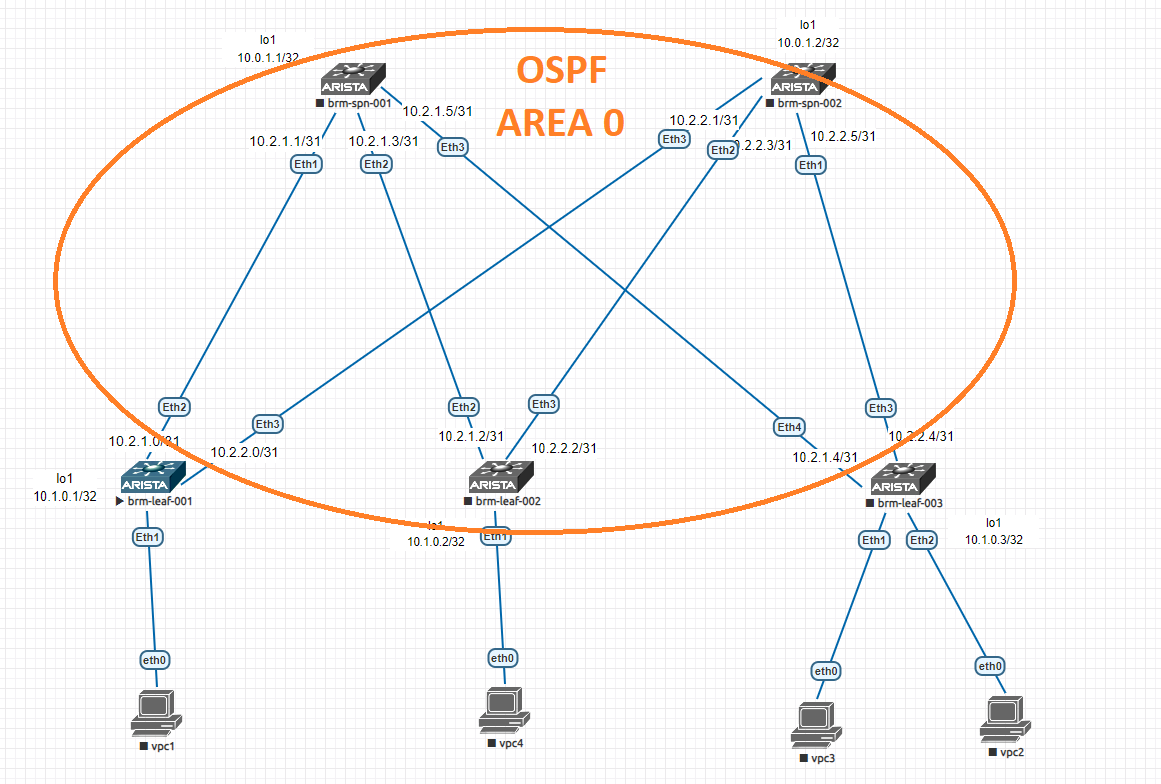 lo1
10.0.1.1/32
lo1
10.0.1.2/32
OSPF
AREA 0
ARISTA
brm-spn-001
ARISTA
brm-spn-002
10.2.1.5/31
10.2.1.1/31
10.2.1.3/31
10.2.2.1/31
.2.2.3/31
10.2.2.5/31
Eth1
Eth2
Eth3
Eth3
Eth2
Eth1
Eth2
Eth3
Eth2
Eth3
Eth4
Eth3
10.2.1.0/31
10.2.2.0/31
10.2.1.2/31
10.2.2.2/31
10.2.1.4/31
10.2.2.4/31
lo1
10.1.0.1/32
ARISTA
brm-leaf-001
ARISTA
brm-leaf-002
ARISTA
brm-leaf-003
lo1
10.1.0.2/32
lo1
10.1.0.3/32
Eth1
Eth1
Eth1
Eth2
eth0
eth0
eth0
eth0
vpc1
vpc4
vpc3
vpc2